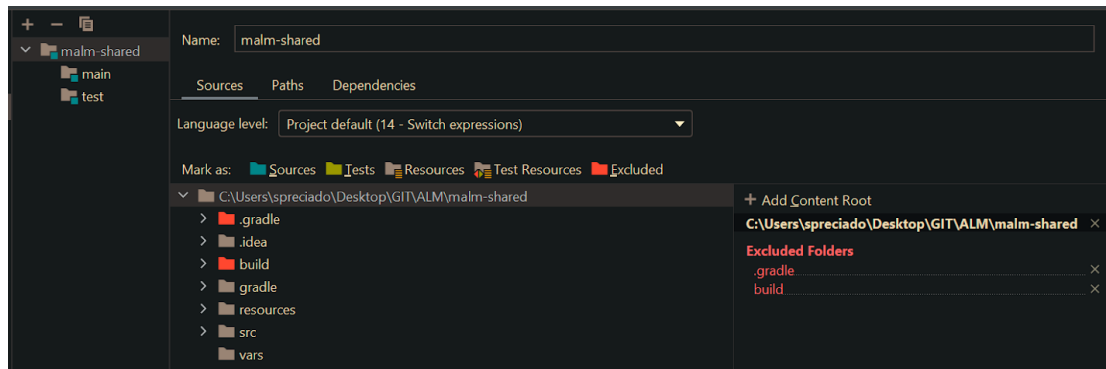 malm-shared
main
test
Name: malm-shared
Sources Paths Dependencies
Language level: Project default (14 - Switch expressions)
Mark as: Sources Tests Resources Test Resources Excluded
C:\Users\spreciado\Desktop\GIT\ALM\malm-shared
.gradle
.idea
build
gradle
resources
src
vars
+ Add Content Root
C:\Users\spreciado\Desktop\GIT\ALM\malm-shared
Excluded Folders
.gradle
build